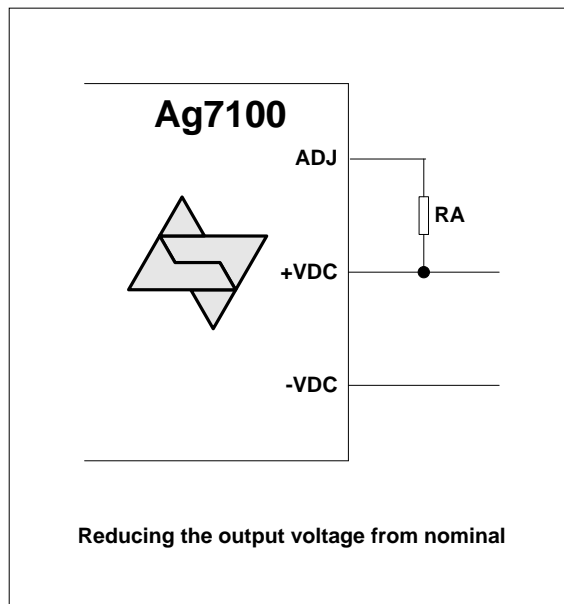 Ag7100
ADJ
RA
+VDC
-VDC
Reducing the output voltage from nominal